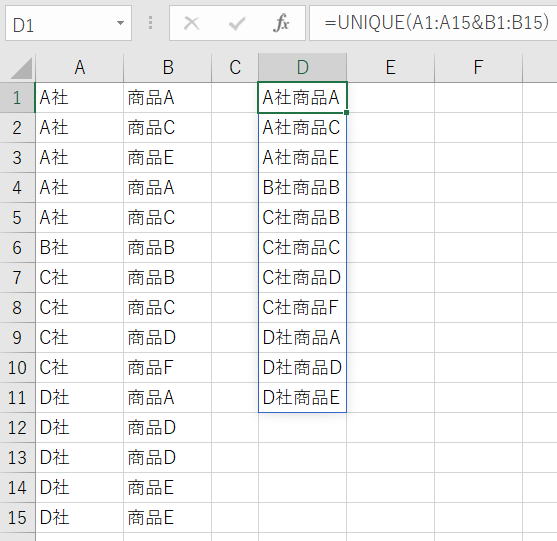 D1 fx =UNIQUE(A1:A15&B1:B15)
A B C D E F
1 A社 商品A A社商品A
2 A社 商品C A社商品C
3 A社 商品E A社商品E
4 A社 商品A B社商品B
5 A社 商品C C社商品B
6 B社 商品B C社商品C
7 C社 商品B C社商品D
8 C社 商品C C社商品F
9 C社 商品D D社商品A
10 C社 商品F D社商品D
11 D社 商品A D社商品E
12 D社 商品D
13 D社 商品D
14 D社 商品E
15 D社 商品E